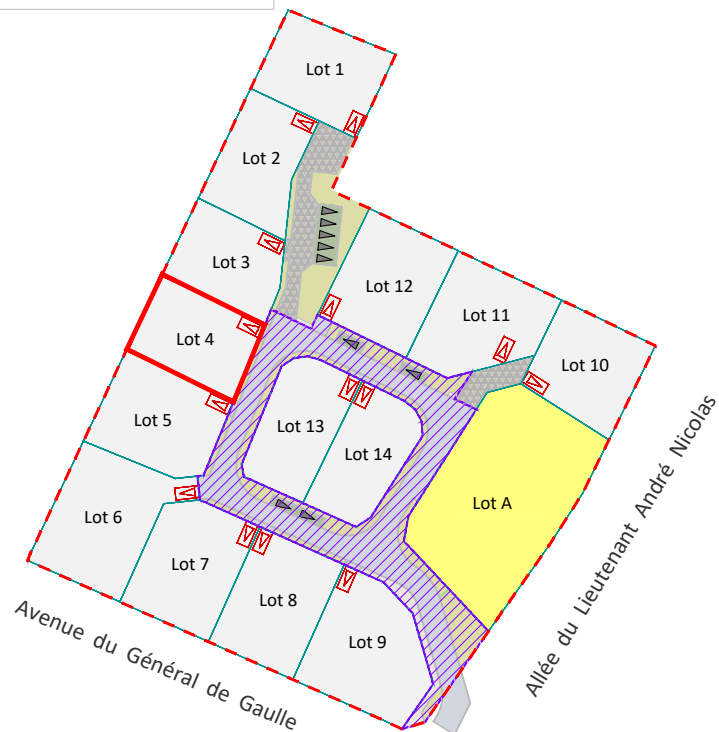 Lot 1
Lot 2
Lot 3
Lot 12
Lot 11
Lot 4
Lot 10
Lot 5
Lot 13
Lot 14
Lot A
Lot 6
Lot 7
Lot 8
Lot 9
Avenue du Général de Gaulle
Allée du Lieutenant André Nicolas